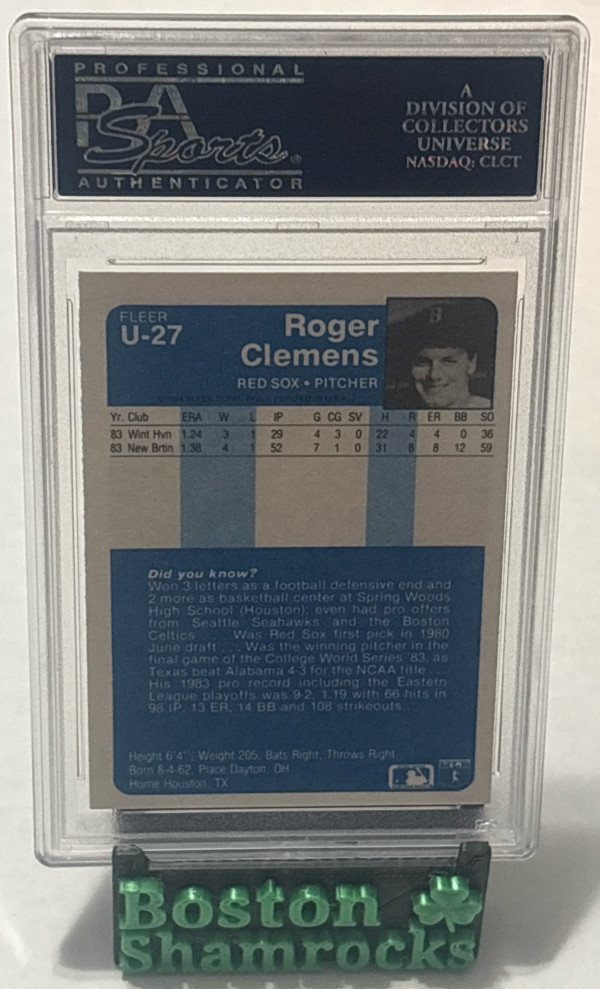 PROFESSIONAL
PSA
Sports®
AUTHENTICATOR
A
DIVISION OF
COLLECTORS
UNIVERSE
NASDAQ: CLCT
FLEER
U-27
Roger
Clemens
RED SOX • PITCHER
Yr. Club ERA W L IP G CG SV H R ER BB SO
83 Wint Hvn 1.24 3 1 29 4 3 0 22 4 4 0 36
83 New Brtin 1.38 4 1 52 7 1 0 31 8 8 12 59
Did you know?
Won 3 letters as a football defensive end and
2 more as basketball center at Spring Woods
High School (Houston); even had pro offers
from Seattle Seahawks and the Boston
Celtics . . . Was Red Sox first pick in 1980
June draft . . . Was the winning pitcher in the
final game of the College World Series '83, as
Texas beat Alabama 4-3 for the NCAA title . . .
His 1983 pro record including the Eastern
League playoffs was 9-2, 1.19 with 66 hits in
98 IP, 13 ER, 14 BB and 108 strikeouts.
Height 6'4", Weight 205, Bats Right, Throws Right
Born 8-4-62, Place Dayton, OH
Home Houston, TX
Boston
Shamrocks